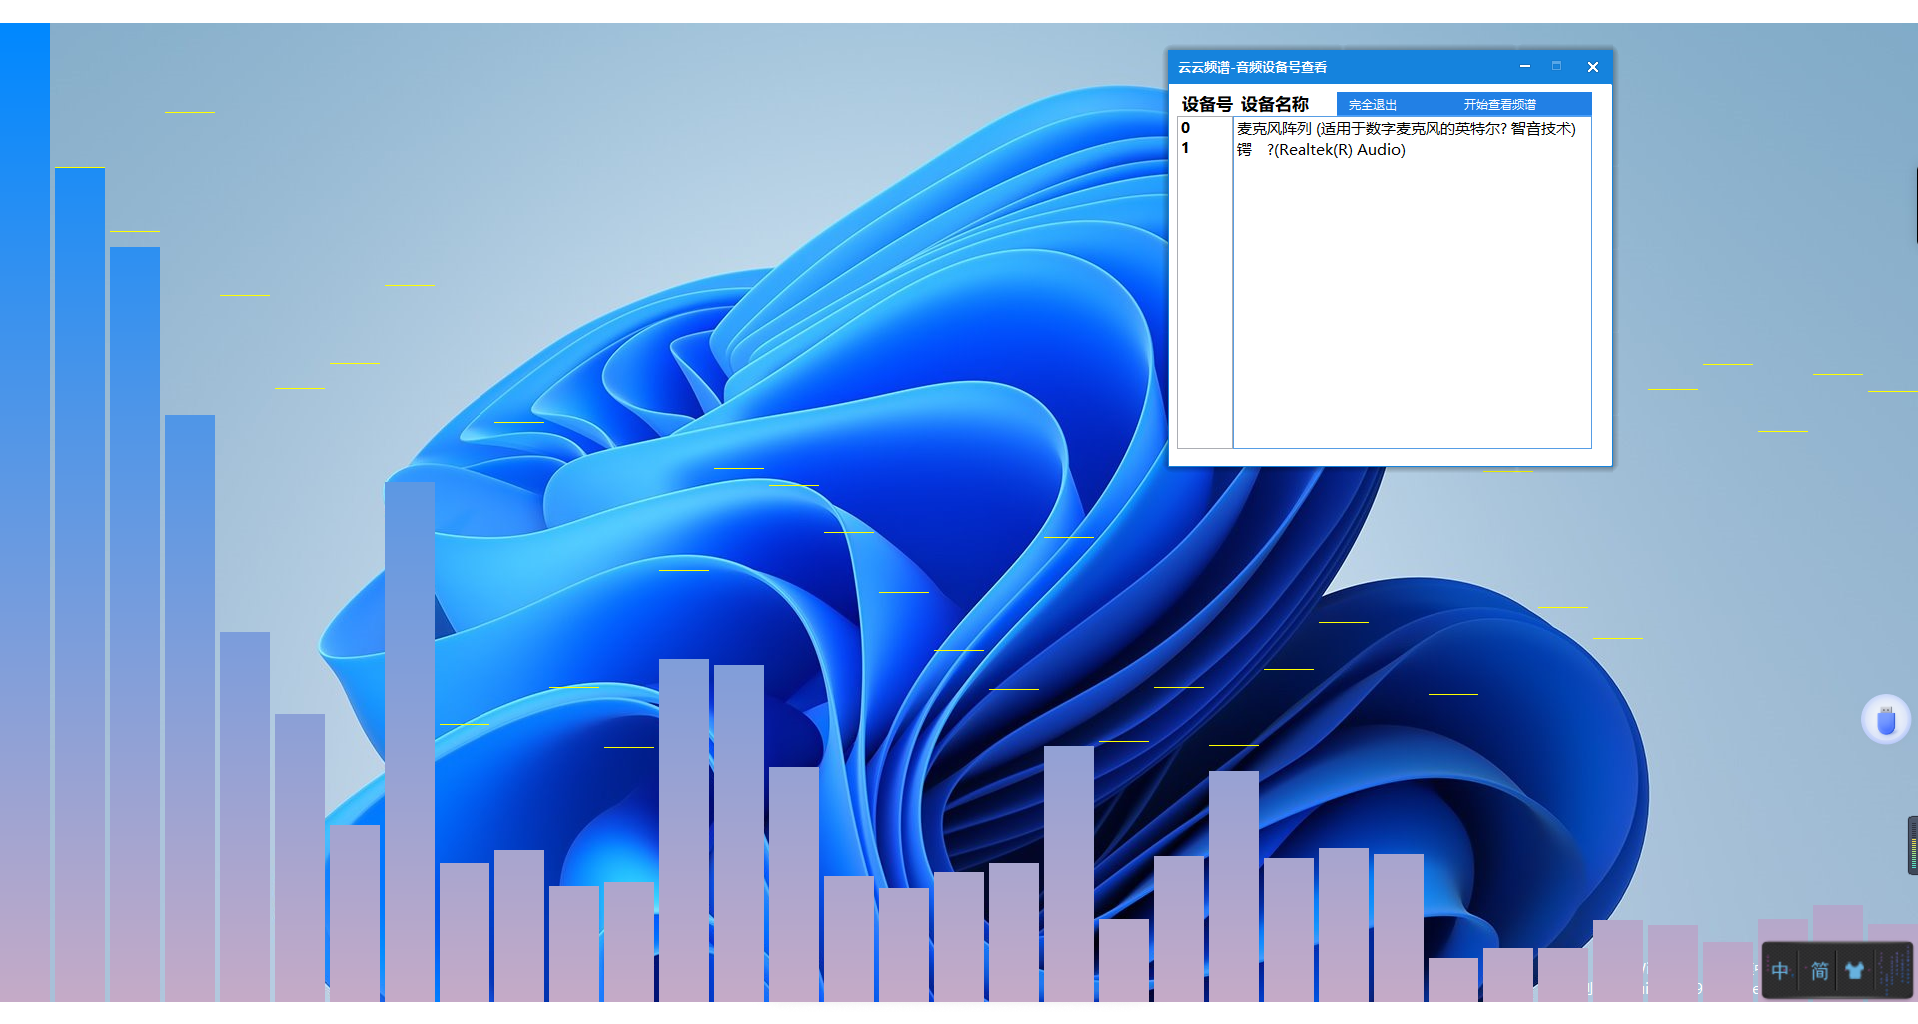 云云频谱-音频设备号查看
设备号 设备名称 完全退出 开始查看频谱
0 麦克风阵列 (适用于数字麦克风的英特尔? 智音技术)
1 锷 ?(Realtek(R) Audio)
中 简